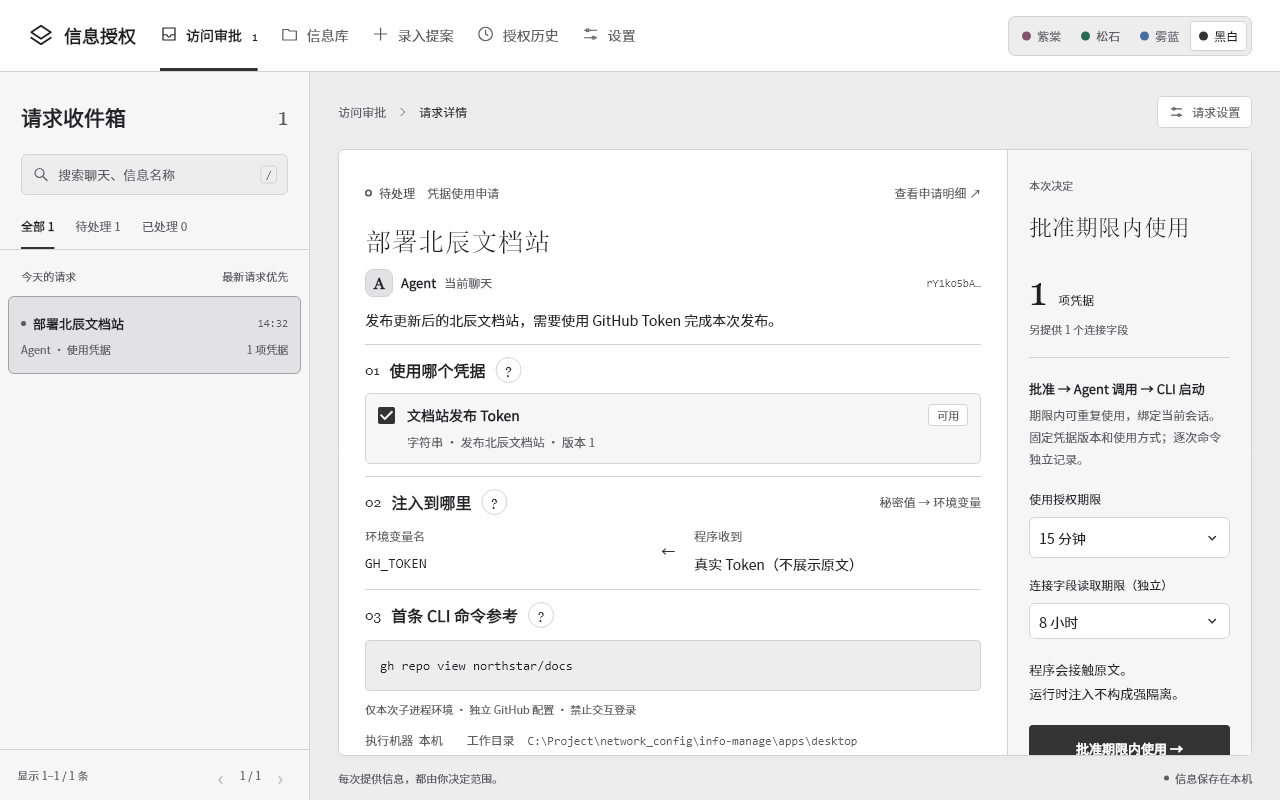 信息授权
访问审批 1
信息库
录入提案
授权历史
设置
紫棠
松石
雾蓝
黑白
请求收件箱 1
搜索聊天、信息名称 /
全部 1 待处理 1 已处理 0
今天的请求 最新请求优先
部署北辰文档站 14:32
Agent · 使用凭据 1 项凭据
显示 1–1 / 1 条 ‹ 1 / 1 ›
访问审批 > 请求详情
请求设置
待处理 凭据使用申请 查看申请明细 ↗
部署北辰文档站
A Agent 当前聊天 rY1ko5bA…
发布更新后的北辰文档站，需要使用 GitHub Token 完成本次发布。
01 使用哪个凭据 ?
文档站发布 Token 可用
字符串 · 发布北辰文档站 · 版本 1
02 注入到哪里 ? 秘密值 → 环境变量
环境变量名 ← 程序收到
GH_TOKEN 真实 Token（不展示原文）
03 首条 CLI 命令参考 ?
gh repo view northstar/docs
仅本次子进程环境 · 独立 GitHub 配置 · 禁止交互登录
执行机器 本机 工作目录 C:\Project\network_config\info-manage\apps\desktop
本次决定
批准期限内使用
1 项凭据
另提供 1 个连接字段
批准 → Agent 调用 → CLI 启动
期限内可重复使用，绑定当前会话。
固定凭据版本和使用方式；逐次命令
独立记录。
使用授权期限
15 分钟
连接字段读取期限（独立）
8 小时
程序会接触原文。
运行时注入不构成强隔离。
批准期限内使用 →
每次提供信息，都由你决定范围。
信息保存在本机